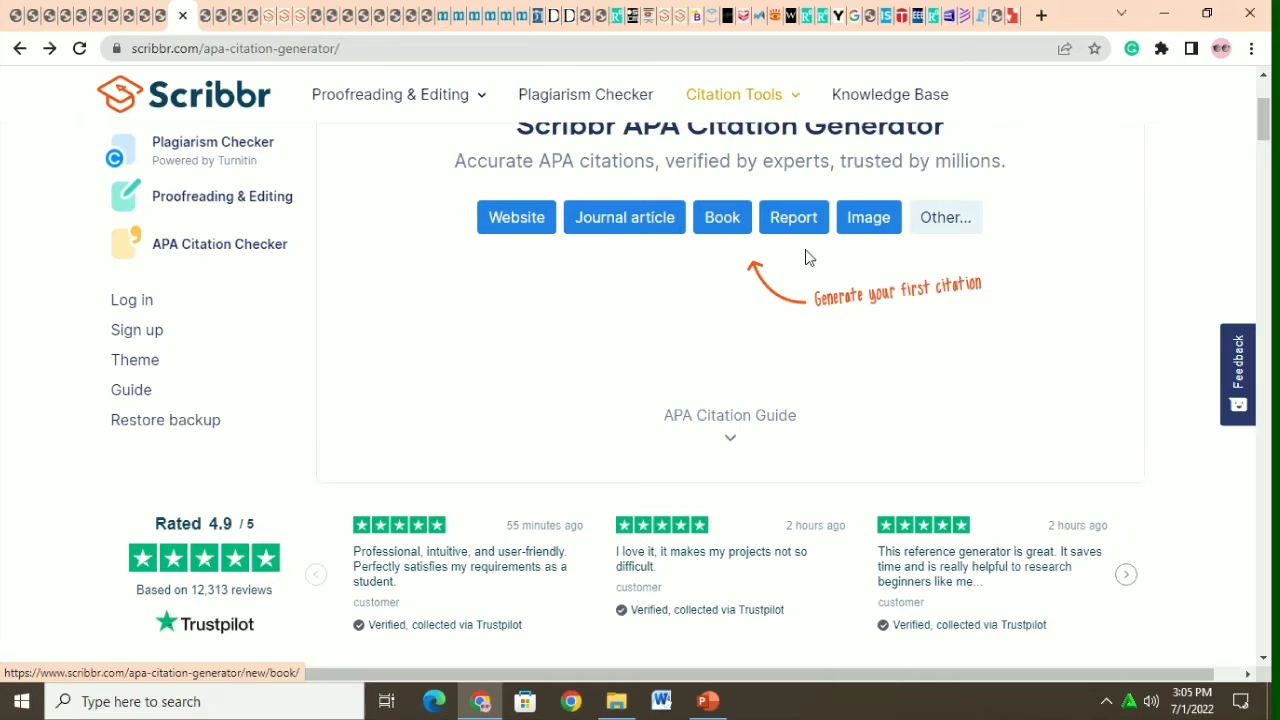 scribbr.com/apa-citation-generator/
Scribbr
Proofreading & Editing
Plagiarism Checker
Citation Tools
Knowledge Base
Plagiarism Checker
Powered by Turnitin
Proofreading & Editing
APA Citation Checker
Log in
Sign up
Theme
Guide
Restore backup
Scribbr APA Citation Generator
Accurate APA citations, verified by experts, trusted by millions.
Website
Journal article
Book
Report
Image
Other...
Generate your first citation
APA Citation Guide
Feedback
Rated 4.9 / 5
Based on 12,313 reviews
Trustpilot
55 minutes ago
Professional, intuitive, and user-friendly.
Perfectly satisfies my requirements as a
student.
customer
Verified, collected via Trustpilot
2 hours ago
I love it, it makes my projects not so
difficult.
customer
Verified, collected via Trustpilot
2 hours ago
This reference generator is great. It saves
time and is really helpful to research
beginners like me...
customer
Verified, collected via Trustpilot
https://www.scribbr.com/apa-citation-generator/new/book/
Type here to search
3:05 PM
7/1/2022